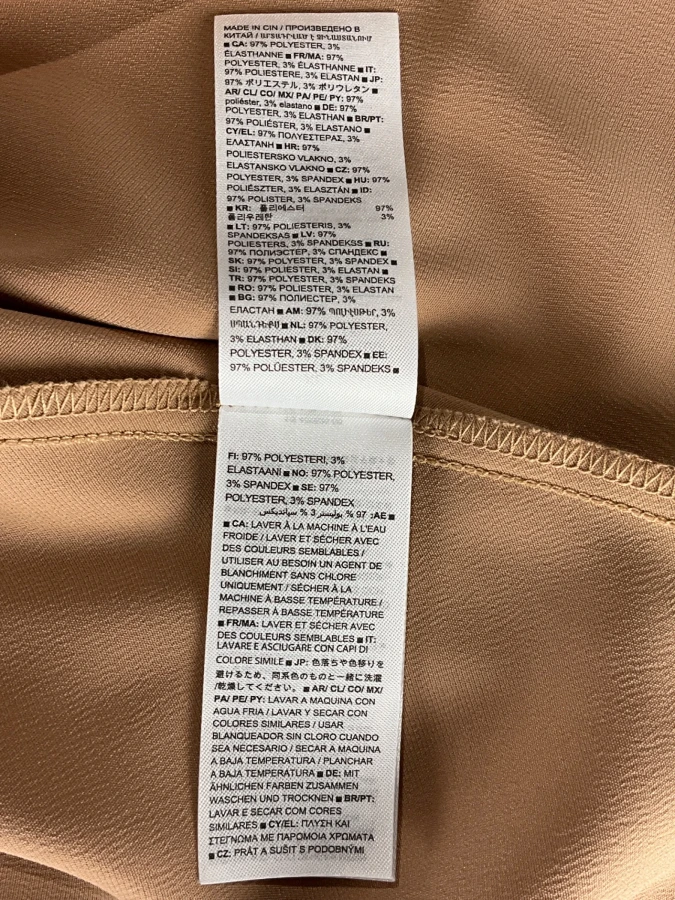 MADE IN CIN / ПРОИЗВЕДЕНО В
КИТАЙ / ԱՐՏԱԴՐՎԱԾ Է ՉԻՆԱՍՏԱՆՈՒՄ
■ CA: 97% POLYESTER, 3%
ÉLASTHANNE ■ FR/MA: 97%
POLYESTER, 3% ÉLASTHANNE ■ IT:
97% POLIESTERE, 3% ELASTAN ■ JP:
97% ポリエステル, 3% ポリウレタン ■
AR/ CL/ CO/ MX/ PA/ PE/ PY: 97%
poliéster, 3% elastano ■ DE: 97%
POLYESTER, 3% ELASTHAN ■ BR/PT:
97% POLIÉSTER, 3% ELASTANO ■
CY/EL: 97% ΠΟΛΥΕΣΤΕΡΑΣ, 3%
ΕΛΑΣΤΑΝΗ ■ HR: 97%
POLIESTERSKO VLAKNO, 3%
ELASTANSKO VLAKNO ■ CZ: 97%
POLYESTER, 3% SPANDEX ■ HU: 97%
POLIÉSZTER, 3% ELASZTÁN ■ ID:
97% POLISTER, 3% SPANDEKS
■ KR: 폴리에스터 97%
폴리우레탄 3%
■ LT: 97% POLIESTERIS, 3%
SPANDEKSAS ■ LV: 97%
POLIESTERS, 3% SPANDEKSS ■ RU:
97% ПОЛИЭСТЕР, 3% СПАНДЕКС ■
SK: 97% POLYESTER, 3% SPANDEX ■
SI: 97% POLIESTER, 3% ELASTAN ■
TR: 97% POLYESTER, 3% SPANDEKS
■ RO: 97% POLIESTER, 3% ELASTAN
■ BG: 97% ПОЛИЕСТЕР, 3%
ЕЛАСТАН ■ AM: 97% ՊՈԼԻԷՍԹԵՐ, 3%
ՍՊԱՆԴԵՔՍ ■ NL: 97% POLYESTER,
3% ELASTHAN ■ DK: 97%
POLYESTER, 3% SPANDEX ■ EE:
97% POLÜESTER, 3% SPANDEKS ■
FI: 97% POLYESTERI, 3%
ELASTAANI ■ NO: 97% POLYESTER,
3% SPANDEX ■ SE: 97%
POLYESTER, 3% SPANDEX
■ AE: 97 % بوليستر 3 % سباندیکس
■ CA: LAVER À LA MACHINE À L'EAU
FROIDE / LAVER ET SÉCHER AVEC
DES COULEURS SEMBLABLES /
UTILISER AU BESOIN UN AGENT DE
BLANCHIMENT SANS CHLORE
UNIQUEMENT / SÉCHER À LA
MACHINE À BASSE TEMPÉRATURE /
REPASSER À BASSE TEMPÉRATURE
■ FR/MA: LAVER ET SÉCHER AVEC
DES COULEURS SEMBLABLES ■ IT:
LAVARE E ASCIUGARE CON CAPI DI
COLORE SIMILE ■ JP: 色落ちや色移りを
避けるため、同系色のものと一緒に洗濯
/乾燥してください。 ■ AR/ CL/ CO/ MX/
PA/ PE/ PY: LAVAR A MAQUINA CON
AGUA FRIA / LAVAR Y SECAR CON
COLORES SIMILARES / USAR
BLANQUEADOR SIN CLORO CUANDO
SEA NECESARIO / SECAR A MAQUINA
A BAJA TEMPERATURA / PLANCHAR
A BAJA TEMPERATURA ■ DE: MIT
ÄHNLICHEN FARBEN ZUSAMMEN
WASCHEN UND TROCKNEN ■ BR/PT:
LAVAR E SECAR COM CORES
SIMILARES ■ CY/EL: ΠΛΥΣΗ ΚΑΙ
ΣΤΕΓΝΩΜΑ ΜΕ ΠΑΡΟΜΟΙΑ ΧΡΩΜΑΤΑ
■ CZ: PRÁT A SUŠIT S PODOBNÝMI